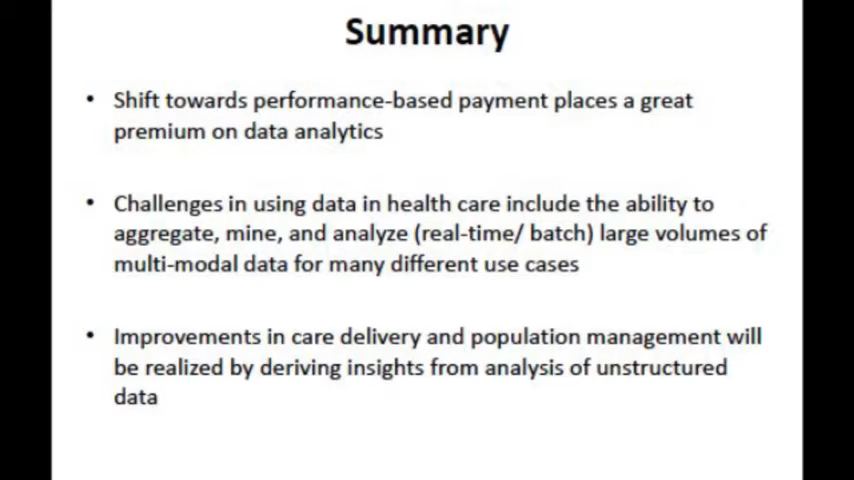 Summary
• Shift towards performance-based payment places a great
premium on data analytics
• Challenges in using data in health care include the ability to
aggregate, mine, and analyze (real-time/ batch) large volumes of
multi-modal data for many different use cases
• Improvements in care delivery and population management will
be realized by deriving insights from analysis of unstructured
data